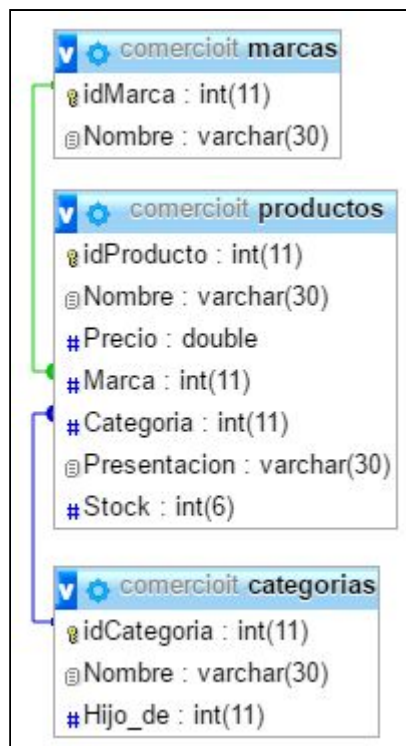 comercioit marcas
idMarca : int(11)
Nombre : varchar(30)
comercioit productos
idProducto : int(11)
Nombre : varchar(30)
#Precio : double
#Marca : int(11)
#Categoria : int(11)
Presentacion : varchar(30)
#Stock : int(6)
comercioit categorias
idCategoria : int(11)
Nombre : varchar(30)
#Hijo_de : int(11)